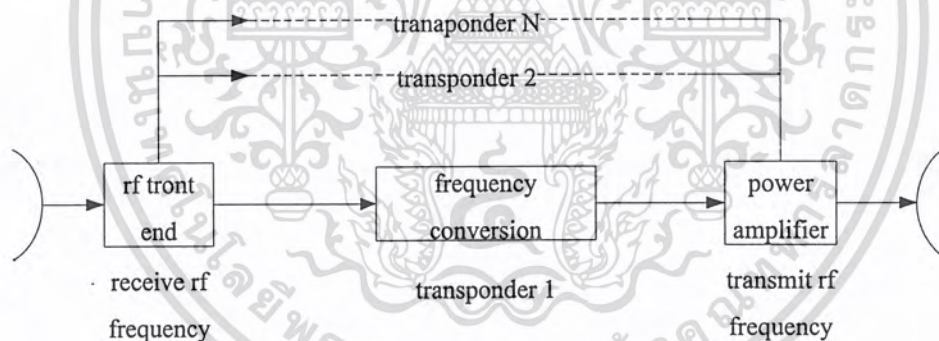 tranaponder N
transponder 2
rf tront
end
frequency
conversion
power
amplifier
receive rf
frequency
transponder 1
transmit rf
frequency